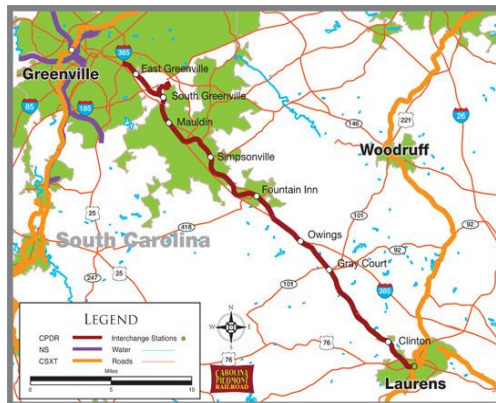 385
Greenville
East Greenville
85
185
South Greenville
Mauldin
26
146
221
Woodruff
Simpsonville
Fountain Inn
101
25
418
South Carolina
Owings
92
92
247
25
Gray Court
101
385
LEGEND
CPDR
Interchange Stations
NS
Water
CSXT
Roads
Miles
0
5
10
N
W
E
S
76
76
Clinton
CAROLINA
PIEDMONT
RAILROAD
Laurens